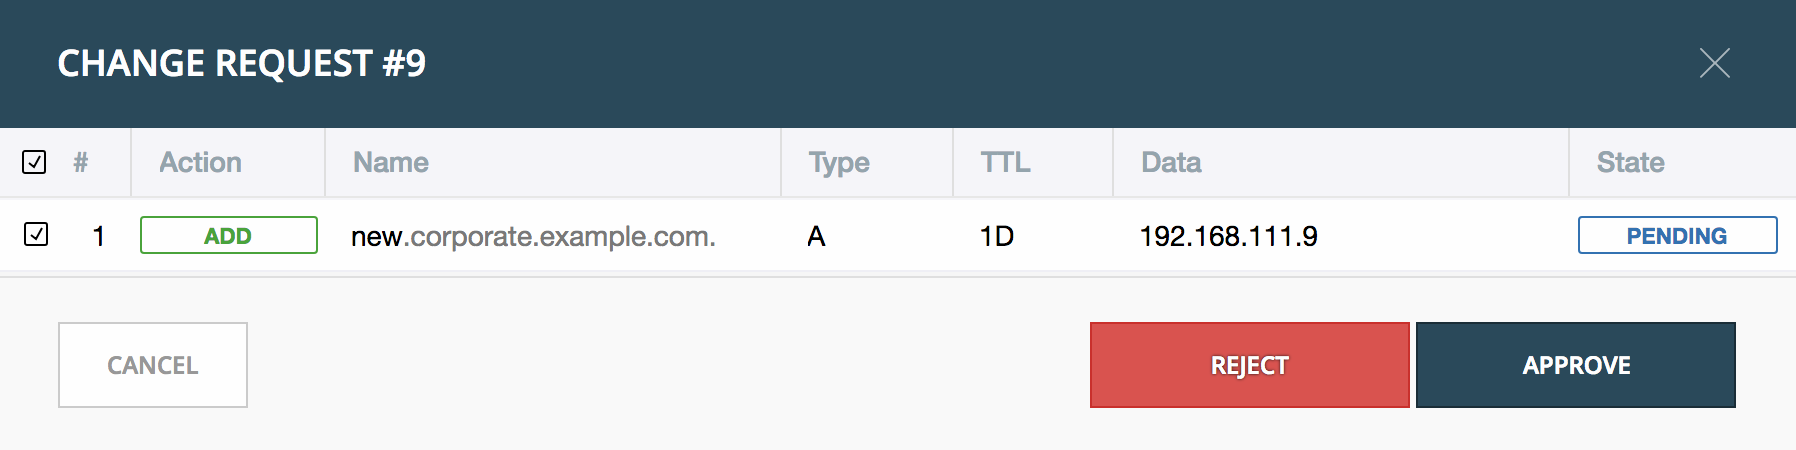 CHANGE REQUEST #9
# Action Name Type TTL Data State
1 ADD new.corporate.example.com. A 1D 192.168.111.9 PENDING
CANCEL REJECT APPROVE